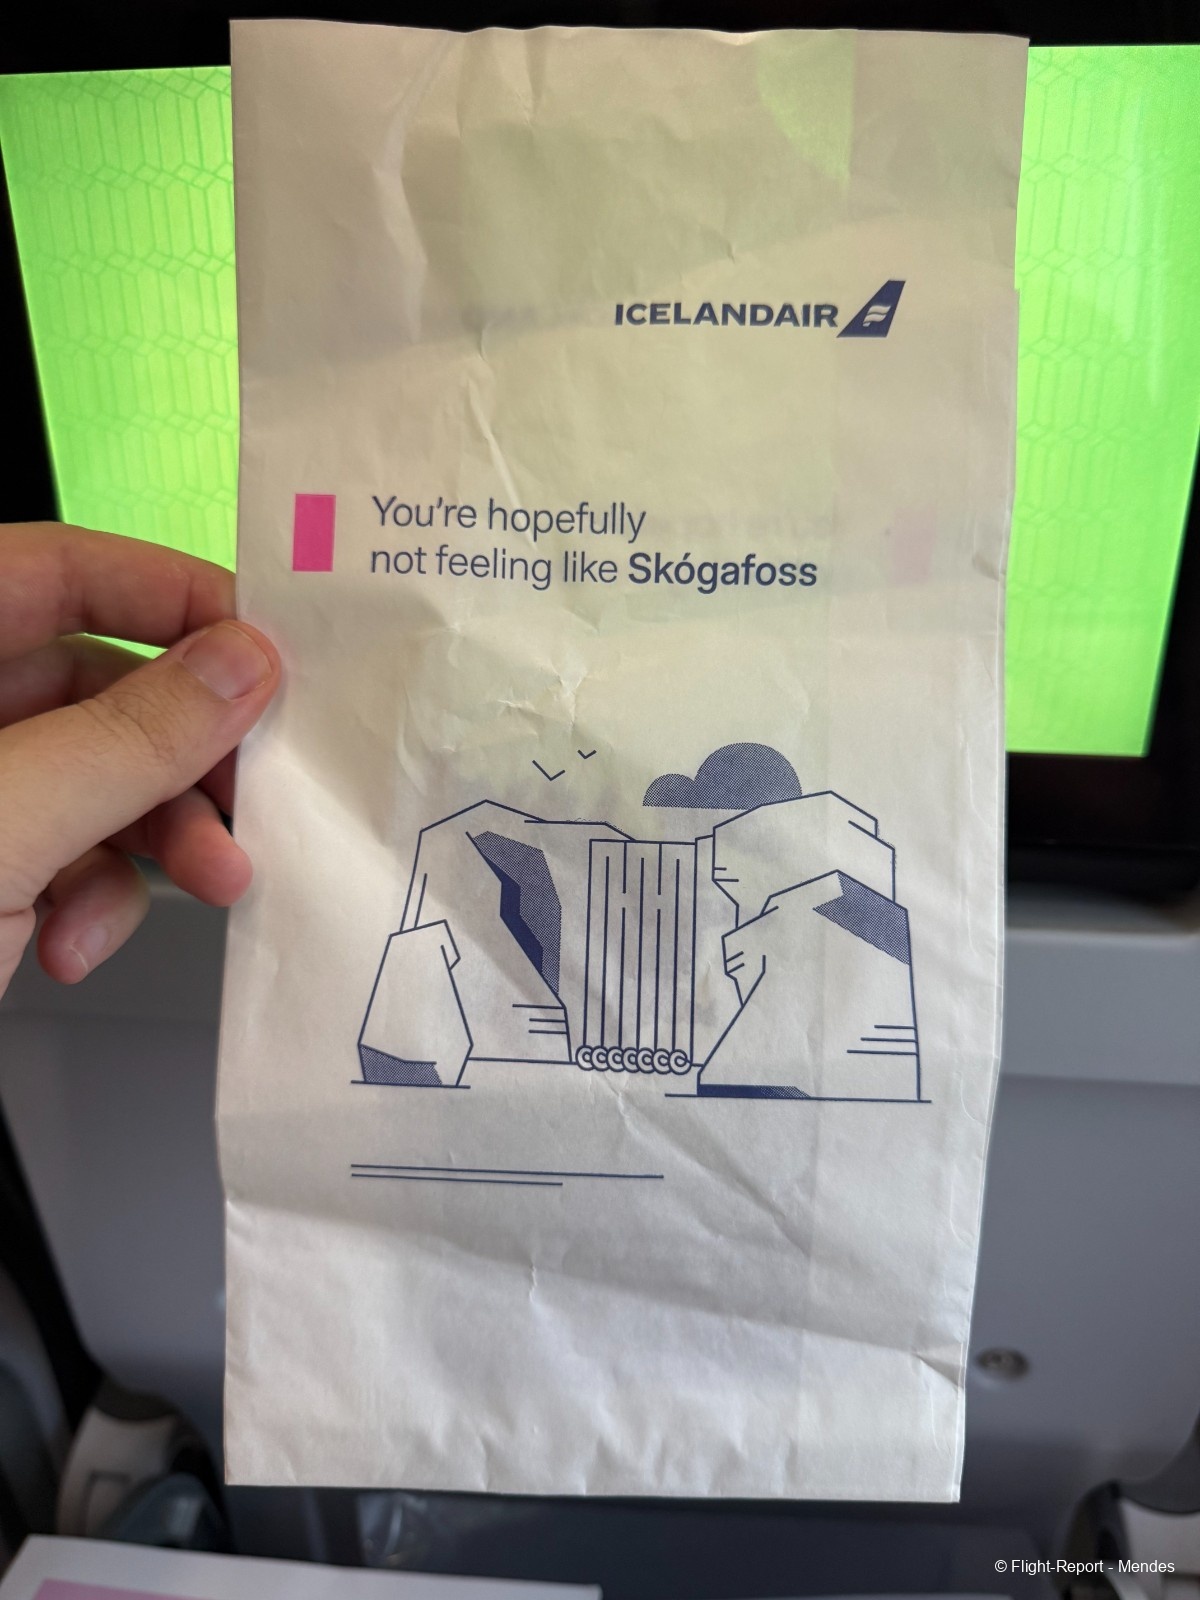 ICELANDAIR
You're hopefully
not feeling like Skógafoss
© Flight-Report - Mendes